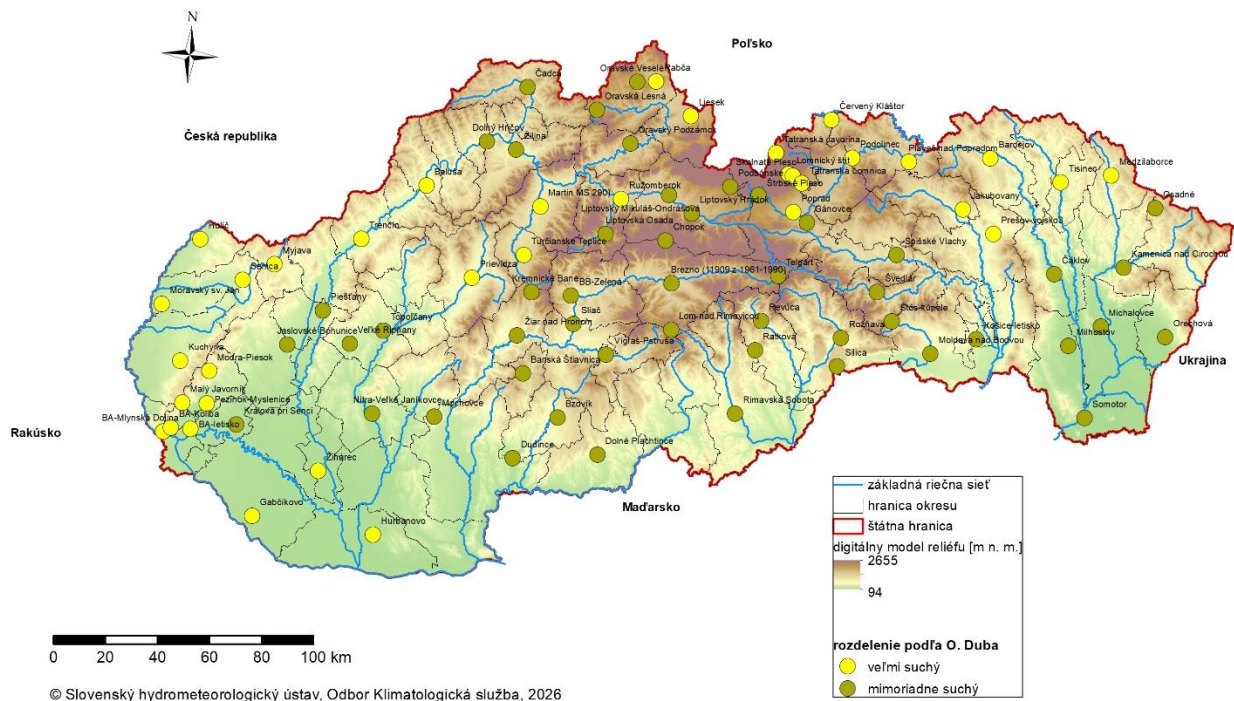 N
Poľsko
Česká republika
Rakúsko
Maďarsko
Ukrajina
Čadca
Oravské Veselé
Rabča
Oravská Lesná
Liesek
Oravský Podzámok
Dolný Hričov
Žilina
Červený Kláštor
Tatranská Javorina
Podolínec
Plaveč nad Popradom
Bardejov
Tisinec
Medzilaborce
Osadné
Skalnaté Pleso
Lomnický štít
Tatranská Lomnica
Podbanské
Štrbské Pleso
Poprad
Gánovce
Jakubovany
Prešov-vojsko
Beluša
Martin MS 290)
Ružomberok
Liptovský Hrádok
Liptovský Mikuláš-Ondrášová
Liptovská Osada
Chopok
Spišské Vlachy
Kamenica nad Cirochou
Čaklov
Holíč
Myjava
Senica
Trenčín
Turčianske Teplice
Prievidza
Kremnické Bane
BB-Zelená
Brezno (11909 z 1961-1990)
Telgárt
Švedlár
Moravský sv. Ján
Piešťany
Topoľčany
Sliač
Jaslovské Bohunice
Veľké Ripňany
Žiar nad Hronom
Lom nad Rimavicou
Revúca
Štós-kúpele
Rožňava
Košice-letisko
Michalovce
Milhostov
Orechová
Kuchyňa
Modra-Piesok
Vígľaš-Pstruša
Ratková
Moldava nad Bodvou
Banská Štiavnica
Silica
Malý Javorník
Pezinok-Myslenice
Kráľová pri Senci
BA-Mlynská Dolina
BA-Koliba
BA-letisko
Nitra-Veľké Janíkovce
Mochovce
Bzovík
Rimavská Sobota
Somotor
Dudince
Dolné Plachtince
Žihárec
Gabčíkovo
Hurbanovo
základná riečna sieť
hranica okresu
štátna hranica
digitálny model reliéfu [m n. m.]
2655
94
rozdelenie podľa O. Duba
veľmi suchý
mimoriadne suchý
0 20 40 60 80 100 km
© Slovenský hydrometeorologický ústav, Odbor Klimatologická služba, 2026